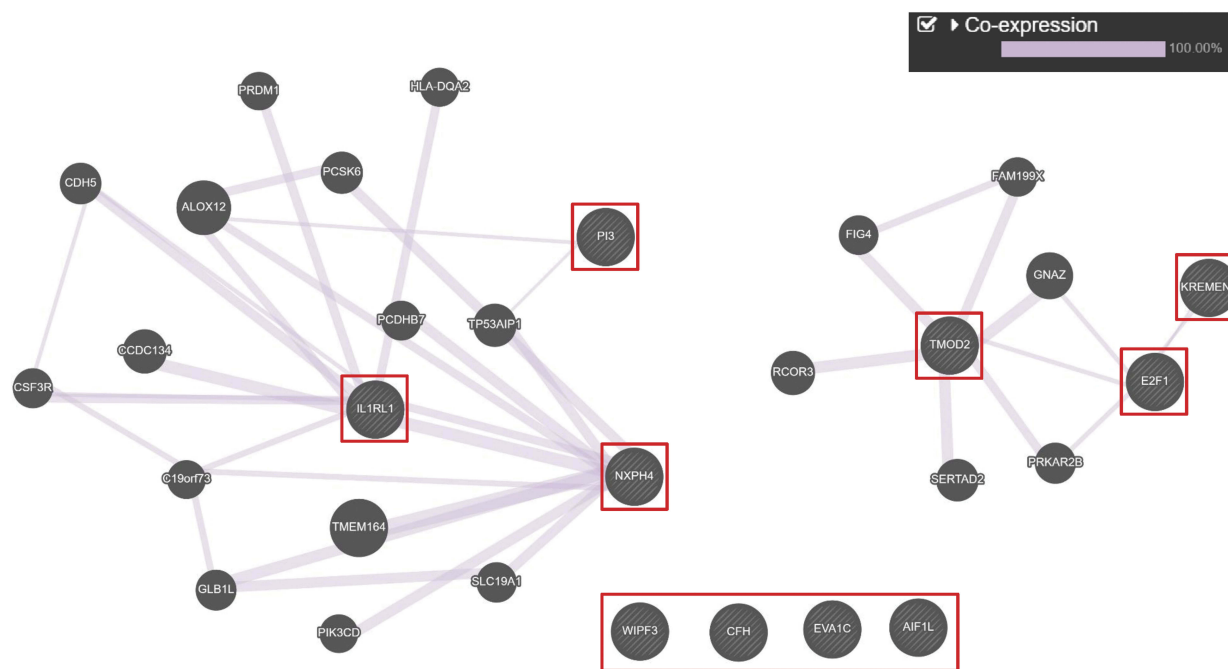 Co-expression
100.00%
PRDM1
HLA-DQA2
PCSK6
CDH5
ALOX12
PI3
FAM199X
FIG4
GNAZ
KREMEN
PCDHB7
TP53AIP1
TMOD2
CCDC134
RCOR3
E2F1
CSF3R
IL1RL1
C19orf73
NXPH4
PRKAR2B
SERTAD2
TMEM164
GLB1L
SLC19A1
PIK3CD
WIPF3
CFH
EVA1C
AIF1L